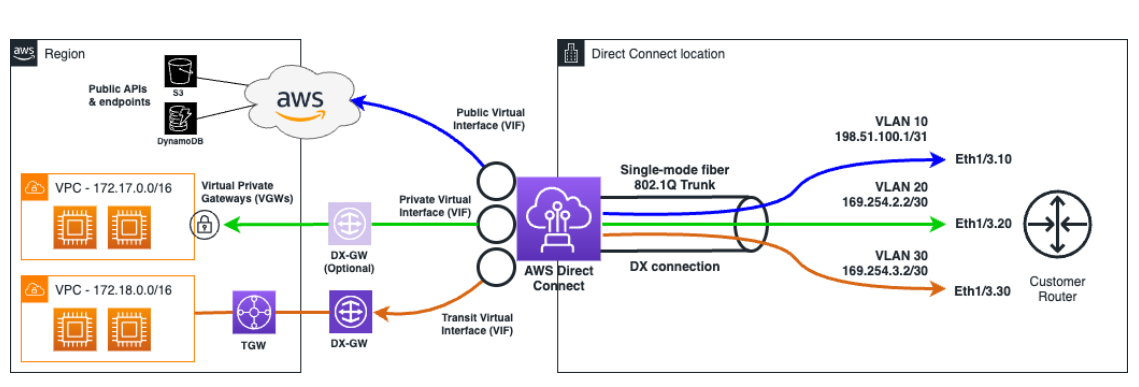 aws
Region
Public APIs
& endpoints
S3
DynamoDB
aws
Public Virtual
Interface (VIF)
VPC - 172.17.0.0/16
Virtual Private
Gateways (VGWs)
Private Virtual
Interface (VIF)
DX-GW
(Optional)
VPC - 172.18.0.0/16
TGW
DX-GW
Transit Virtual
Interface (VIF)
AWS Direct
Connect
Direct Connect location
Single-mode fiber
802.1Q Trunk
DX connection
VLAN 10
198.51.100.1/31
Eth1/3.10
VLAN 20
169.254.2.2/30
Eth1/3.20
VLAN 30
169.254.3.2/30
Eth1/3.30
Customer
Router